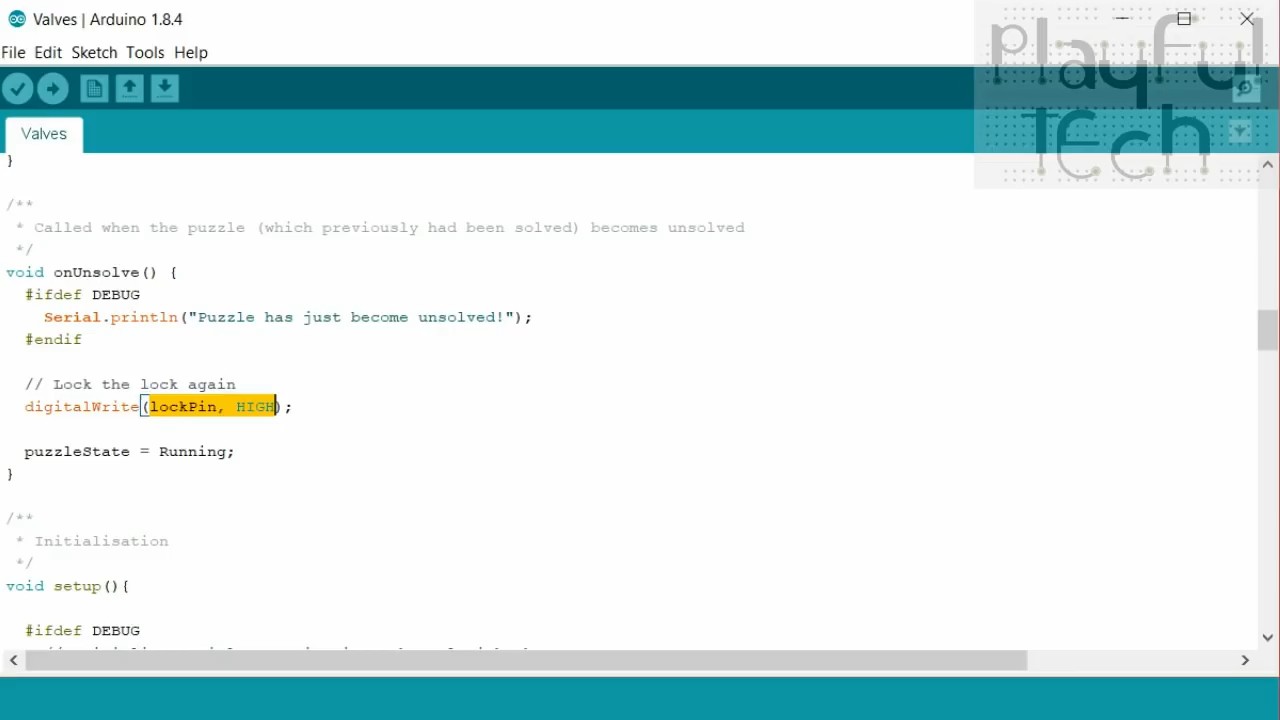 Valves | Arduino 1.8.4
File Edit Sketch Tools Help
playful
tech
Valves
}
/**
* Called when the puzzle (which previously had been solved) becomes unsolved
*/
void onUnsolve() {
#ifdef DEBUG
Serial.println("Puzzle has just become unsolved!");
#endif
// Lock the lock again
digitalWrite(lockPin, HIGH);
puzzleState = Running;
}
/**
* Initialisation
*/
void setup(){
#ifdef DEBUG